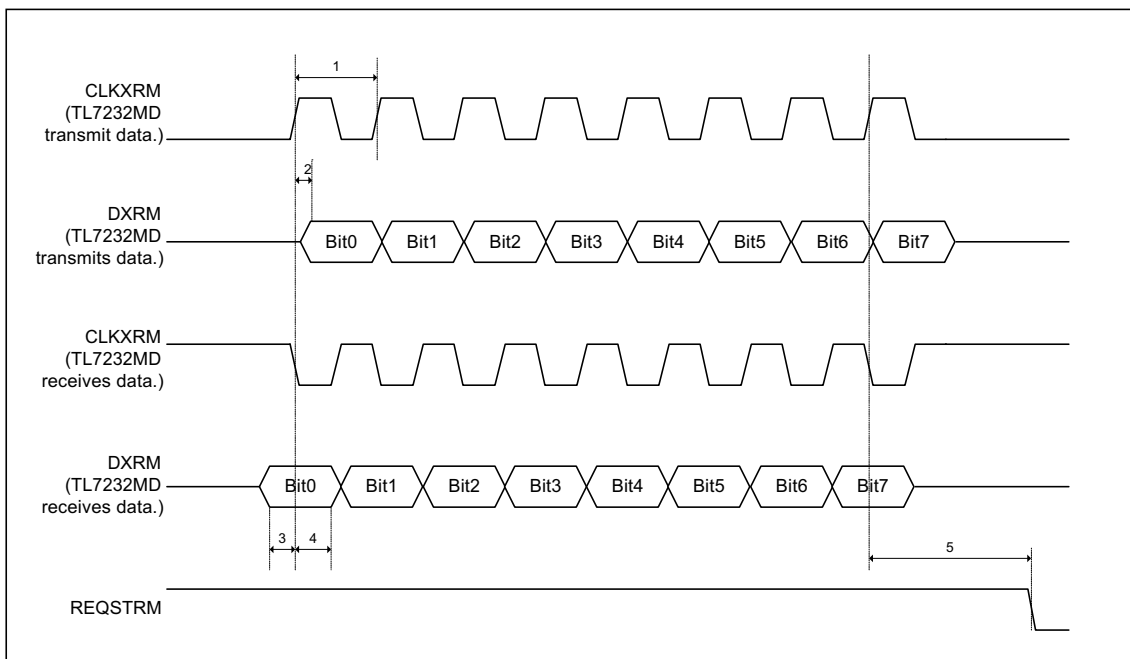 1
CLKXRM
(TL7232MD
transmit data.)
2
DXRM
(TL7232MD
transmits data.)
Bit0 Bit1 Bit2 Bit3 Bit4 Bit5 Bit6 Bit7
CLKXRM
(TL7232MD
receives data.)
DXRM
(TL7232MD
receives data.)
Bit0 Bit1 Bit2 Bit3 Bit4 Bit5 Bit6 Bit7
3 4 5
REQSTRM